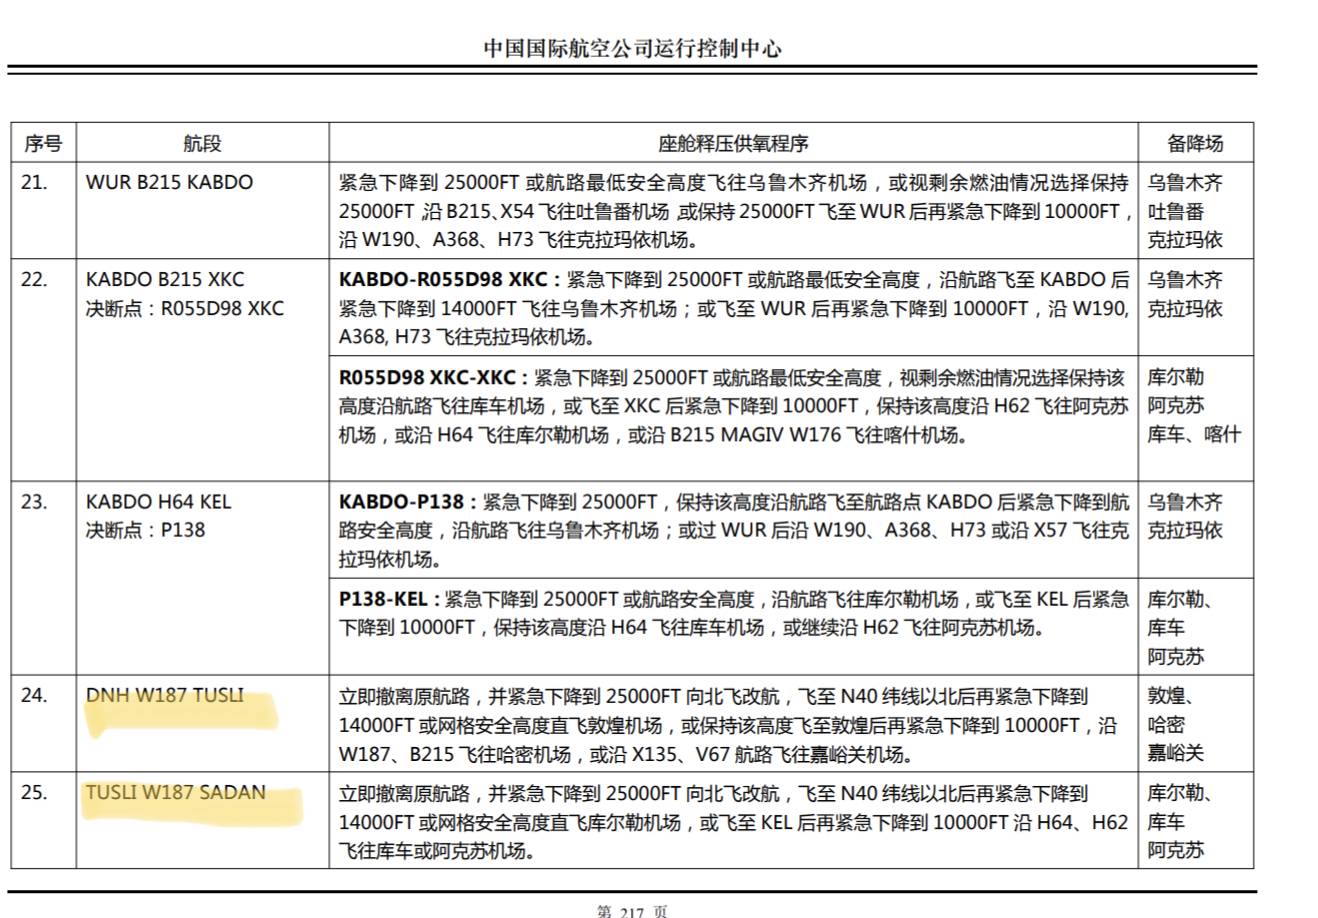 中国国际航空公司运行控制中心
序号 航段 座舱释压供氧程序 备降场
21. WUR B215 KABDO 紧急下降到 25000FT 或航路最低安全高度飞往乌鲁木齐机场，或视剩余燃油情况选择保持 乌鲁木齐
25000FT ,沿 B215、X54 飞往吐鲁番机场 ,或保持 25000FT 飞至 WUR 后再紧急下降到 10000FT， 吐鲁番
沿 W190、A368、H73 飞往克拉玛依机场。 克拉玛依
22. KABDO B215 XKC KABDO-R055D98 XKC：紧急下降到 25000FT 或航路最低安全高度，沿航路飞至 KABDO 后 乌鲁木齐
决断点：R055D98 XKC 紧急下降到 14000FT 飞往乌鲁木齐机场；或飞至 WUR 后再紧急下降到 10000FT，沿 W190, 克拉玛依
A368, H73 飞往克拉玛依机场。
R055D98 XKC-XKC：紧急下降到 25000FT 或航路最低安全高度，视剩余燃油情况选择保持该 库尔勒
高度沿航路飞往库车机场，或飞至 XKC 后紧急下降到 10000FT，保持该高度沿 H62 飞往阿克苏 阿克苏
机场，或沿 H64 飞往库尔勒机场，或沿 B215 MAGIV W176 飞往喀什机场。 库车、喀什
23. KABDO H64 KEL KABDO-P138：紧急下降到 25000FT，保持该高度沿航路飞至航路点 KABDO 后紧急下降到航 乌鲁木齐
决断点：P138 路安全高度，沿航路飞往乌鲁木齐机场；或过 WUR 后沿 W190、A368、H73 或沿 X57 飞往克 克拉玛依
拉玛依机场。
P138-KEL：紧急下降到 25000FT 或航路安全高度，沿航路飞往库尔勒机场，或飞至 KEL 后紧急 库尔勒、
下降到 10000FT，保持该高度沿 H64 飞往库车机场，或继续沿 H62 飞往阿克苏机场。 库车
阿克苏
24. DNH W187 TUSLI 立即撤离原航路，并紧急下降到 25000FT 向北飞改航，飞至 N40 纬线以北后再紧急下降到 敦煌、
14000FT 或网格安全高度直飞敦煌机场，或保持该高度飞至敦煌后再紧急下降到 10000FT，沿 哈密
W187、B215 飞往哈密机场，或沿 X135、V67 航路飞往嘉峪关机场。 嘉峪关
25. TUSLI W187 SADAN 立即撤离原航路，并紧急下降到 25000FT 向北飞改航，飞至 N40 纬线以北后再紧急下降到 库尔勒、
14000FT 或网格安全高度直飞库尔勒机场，或飞至 KEL 后再紧急下降到 10000FT 沿 H64、H62 库车
飞往库车或阿克苏机场。 阿克苏
第 217 页